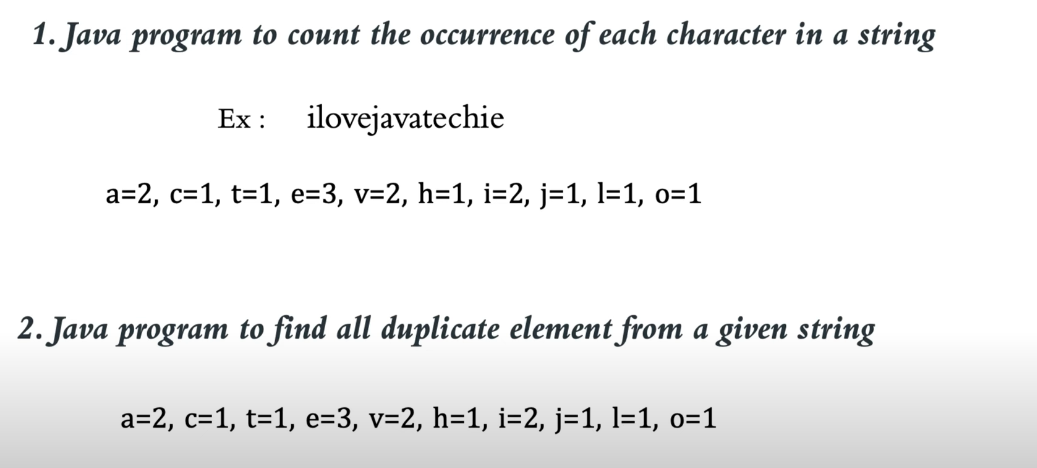 1. Java program to count the occurrence of each character in a string
Ex : ilovejavatechie
a=2, c=1, t=1, e=3, v=2, h=1, i=2, j=1, l=1, o=1
2. Java program to find all duplicate element from a given string
a=2, c=1, t=1, e=3, v=2, h=1, i=2, j=1, l=1, o=1